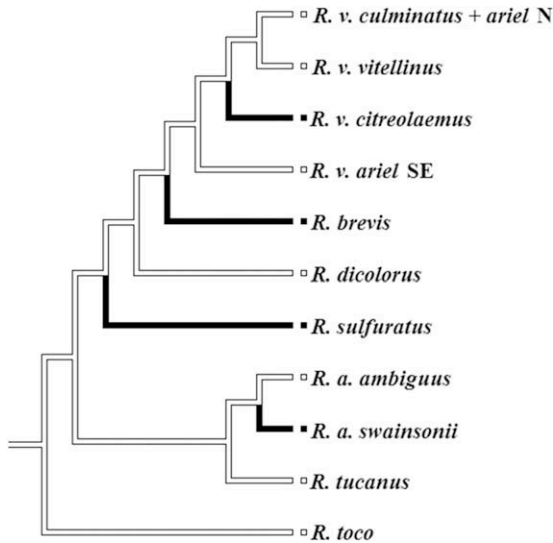 R. v. culminatus + ariel N
R. v. vitellinus
R. v. citreolaemus
R. v. ariel SE
R. brevis
R. dicolorus
R. sulfuratus
R. a. ambiguus
R. a. swainsonii
R. tucanus
R. toco